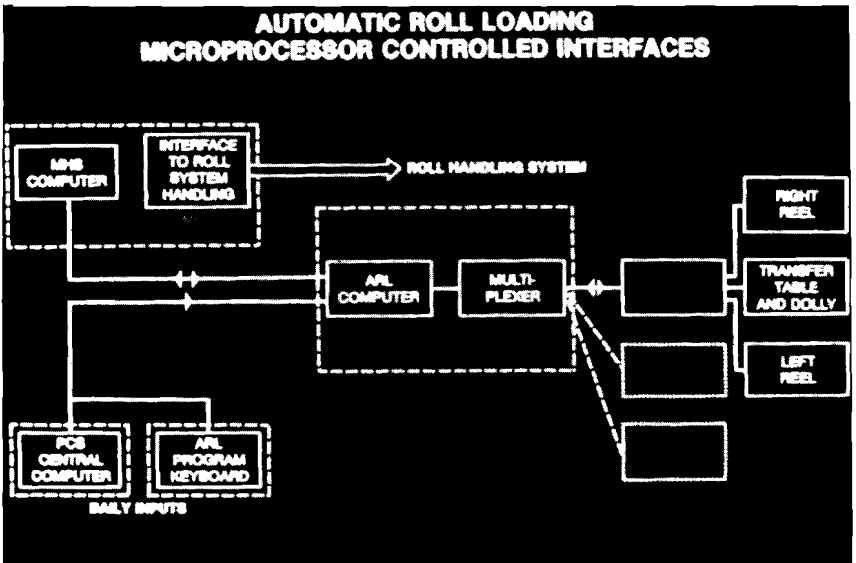 AUTOMATIC ROLL LOADING
MICROPROCESSOR CONTROLLED INTERFACES
MHS
COMPUTER
INTERFACE
TO ROLL
SYSTEM
HANDLING
ROLL HANDLING SYSTEM
ARL
COMPUTER
MULTI-
PLEXER
RIGHT
REEL
TRANSFER
TABLE
AND DOLLY
LEFT
REEL
PCS
CENTRAL
COMPUTER
ARL
PROGRAM
KEYBOARD
DAILY INPUTS